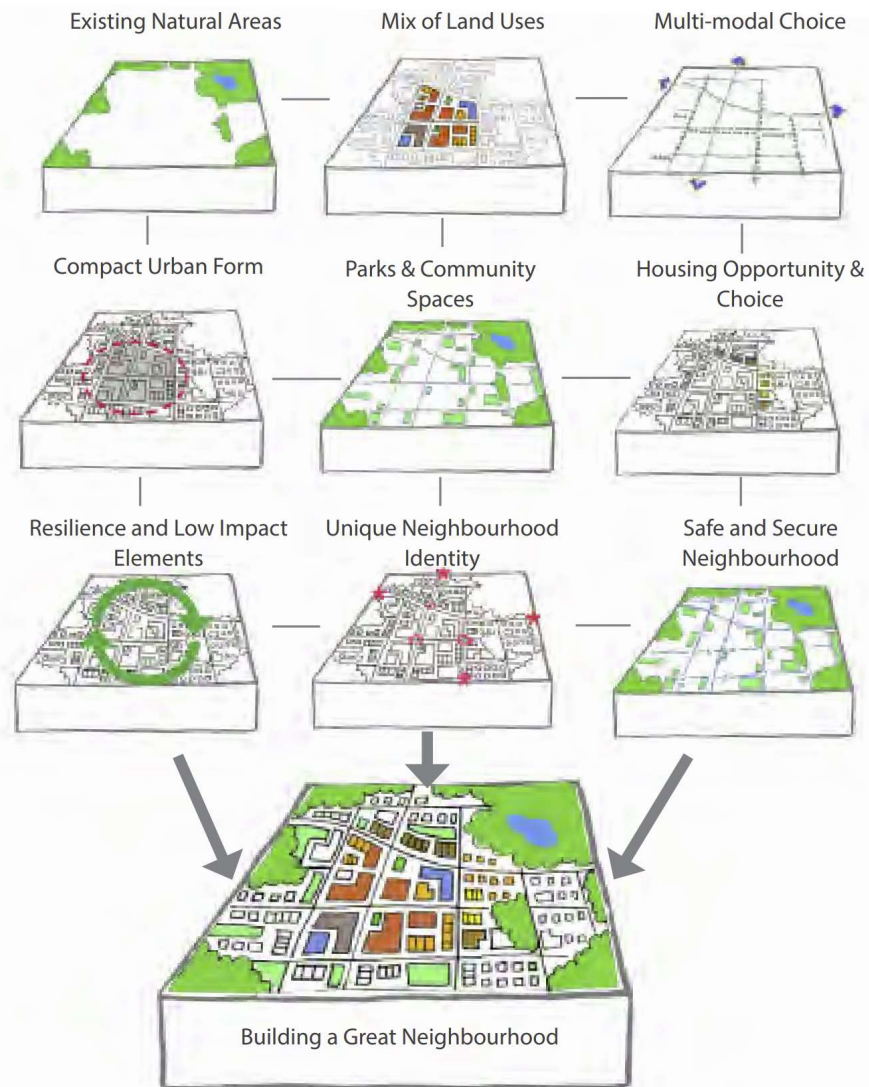 Existing Natural Areas
Mix of Land Uses
Multi-modal Choice
Compact Urban Form
Parks & Community
Spaces
Housing Opportunity &
Choice
Resilience and Low Impact
Elements
Unique Neighbourhood
Identity
Safe and Secure
Neighbourhood
Building a Great Neighbourhood